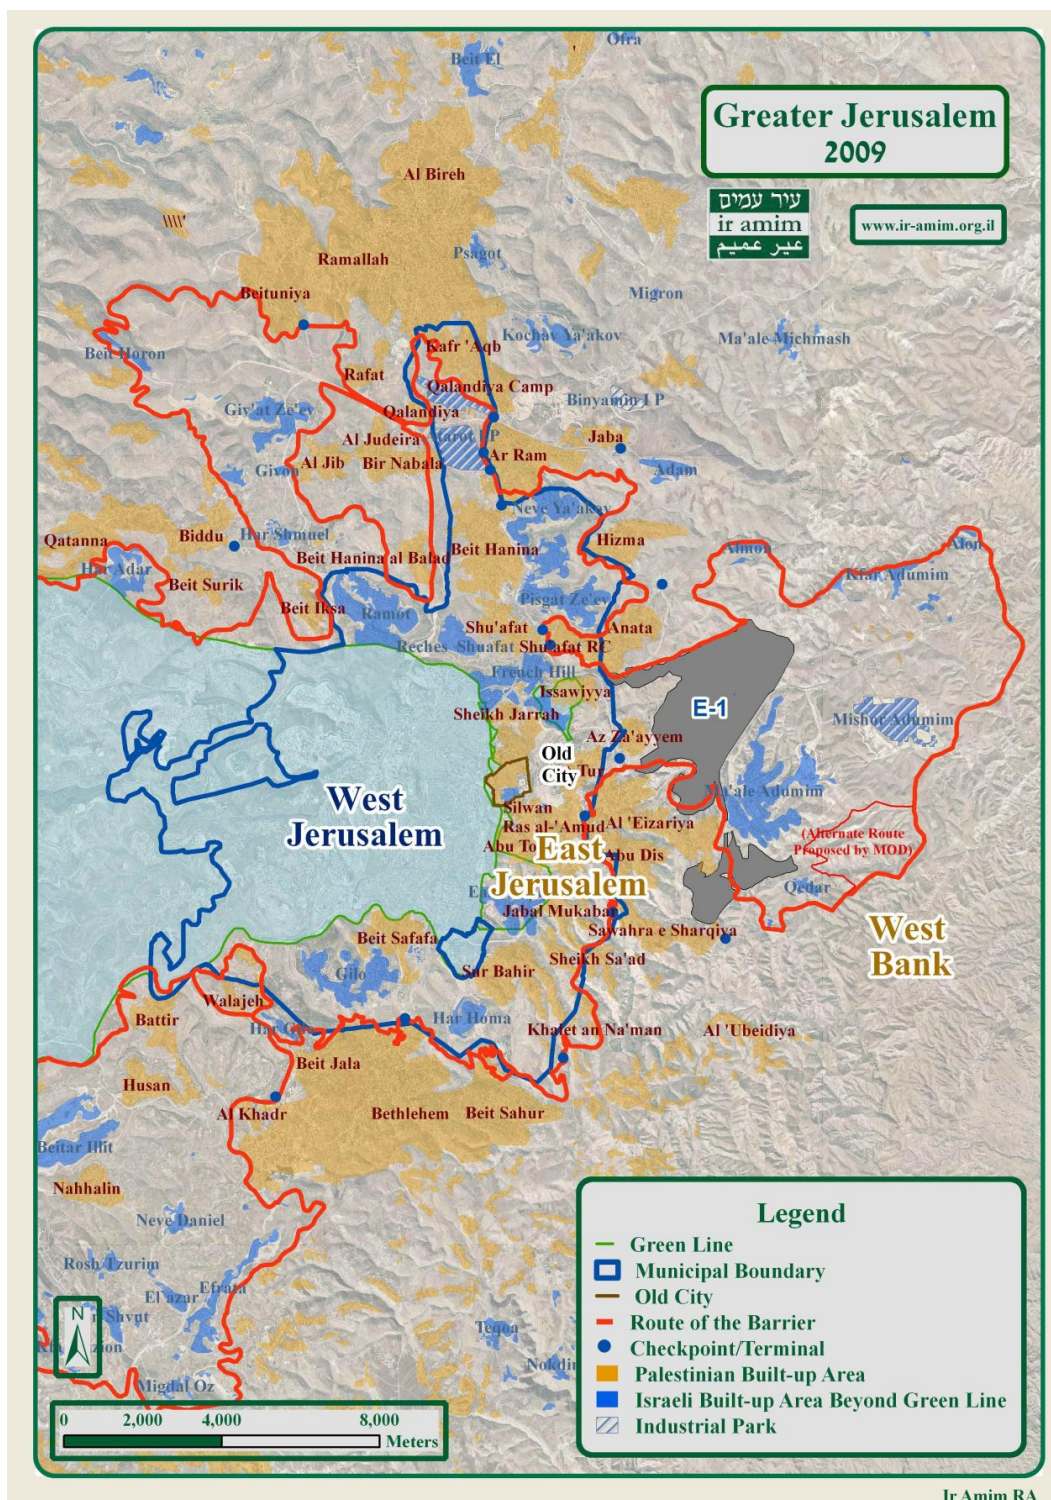 Ofra
Beit El
Greater Jerusalem
2009
עיר עמים
ir amim
عير عميم
www.ir-amim.org.il
Al Bireh
Psagot
Ramallah
Migron
Beituniya
Kochav Ya'akov
Ma'ale Michmash
Beit Horon
Kafr 'Aqb
Rafat
Qalandiya Camp
Binyamin I P
Giv'at Ze'ev
Qalandiya
Al Judeira
Atarot I P
Jaba
Ar Ram
Al Jib
Bir Nabala
Givon
Adam
Neve Ya'akov
Qatanna
Biddu
Har Shmuel
Hizma
Beit Hanina al Balad
Beit Hanina
Almon
Alon
Har Adar
Beit Surik
Kfar Adumim
Beit Iksa
Ramot
Pisgat Ze'ev
Shu'afat
Anata
Reches Shuafat
Shu'afat RC
French Hill
Issawiyya
E-1
Sheikh Jarrah
Mishor Adumim
Az Za'ayyem
Old
City
Tur
West
Jerusalem
Ma'ale Adumim
Silwan
Ras al-'Amud
Al 'Eizariya
(Alternate Route
Proposed by MOD)
Abu To
East
Jerusalem
Abu Dis
Qedar
Jabal Mukabar
West
Bank
Sawahra e Sharqiya
Beit Safafa
Sheikh Sa'ad
Gilo
Sur Bahir
Walajeh
Battir
Har Homa
Khalet an Na'man
Al 'Ubeidiya
Beit Jala
Husan
Al Khadr
Bethlehem
Beit Sahur
Beitar Illit
Nahhalin
Neve Daniel
Rosh Tzurim
El'azar
Efrata
Teqoa
Migdal Oz
N
Legend
Green Line
Municipal Boundary
Old City
Route of the Barrier
Checkpoint/Terminal
Palestinian Built-up Area
Israeli Built-up Area Beyond Green Line
Industrial Park
0 2,000 4,000 8,000
Meters
Ir Amim RA